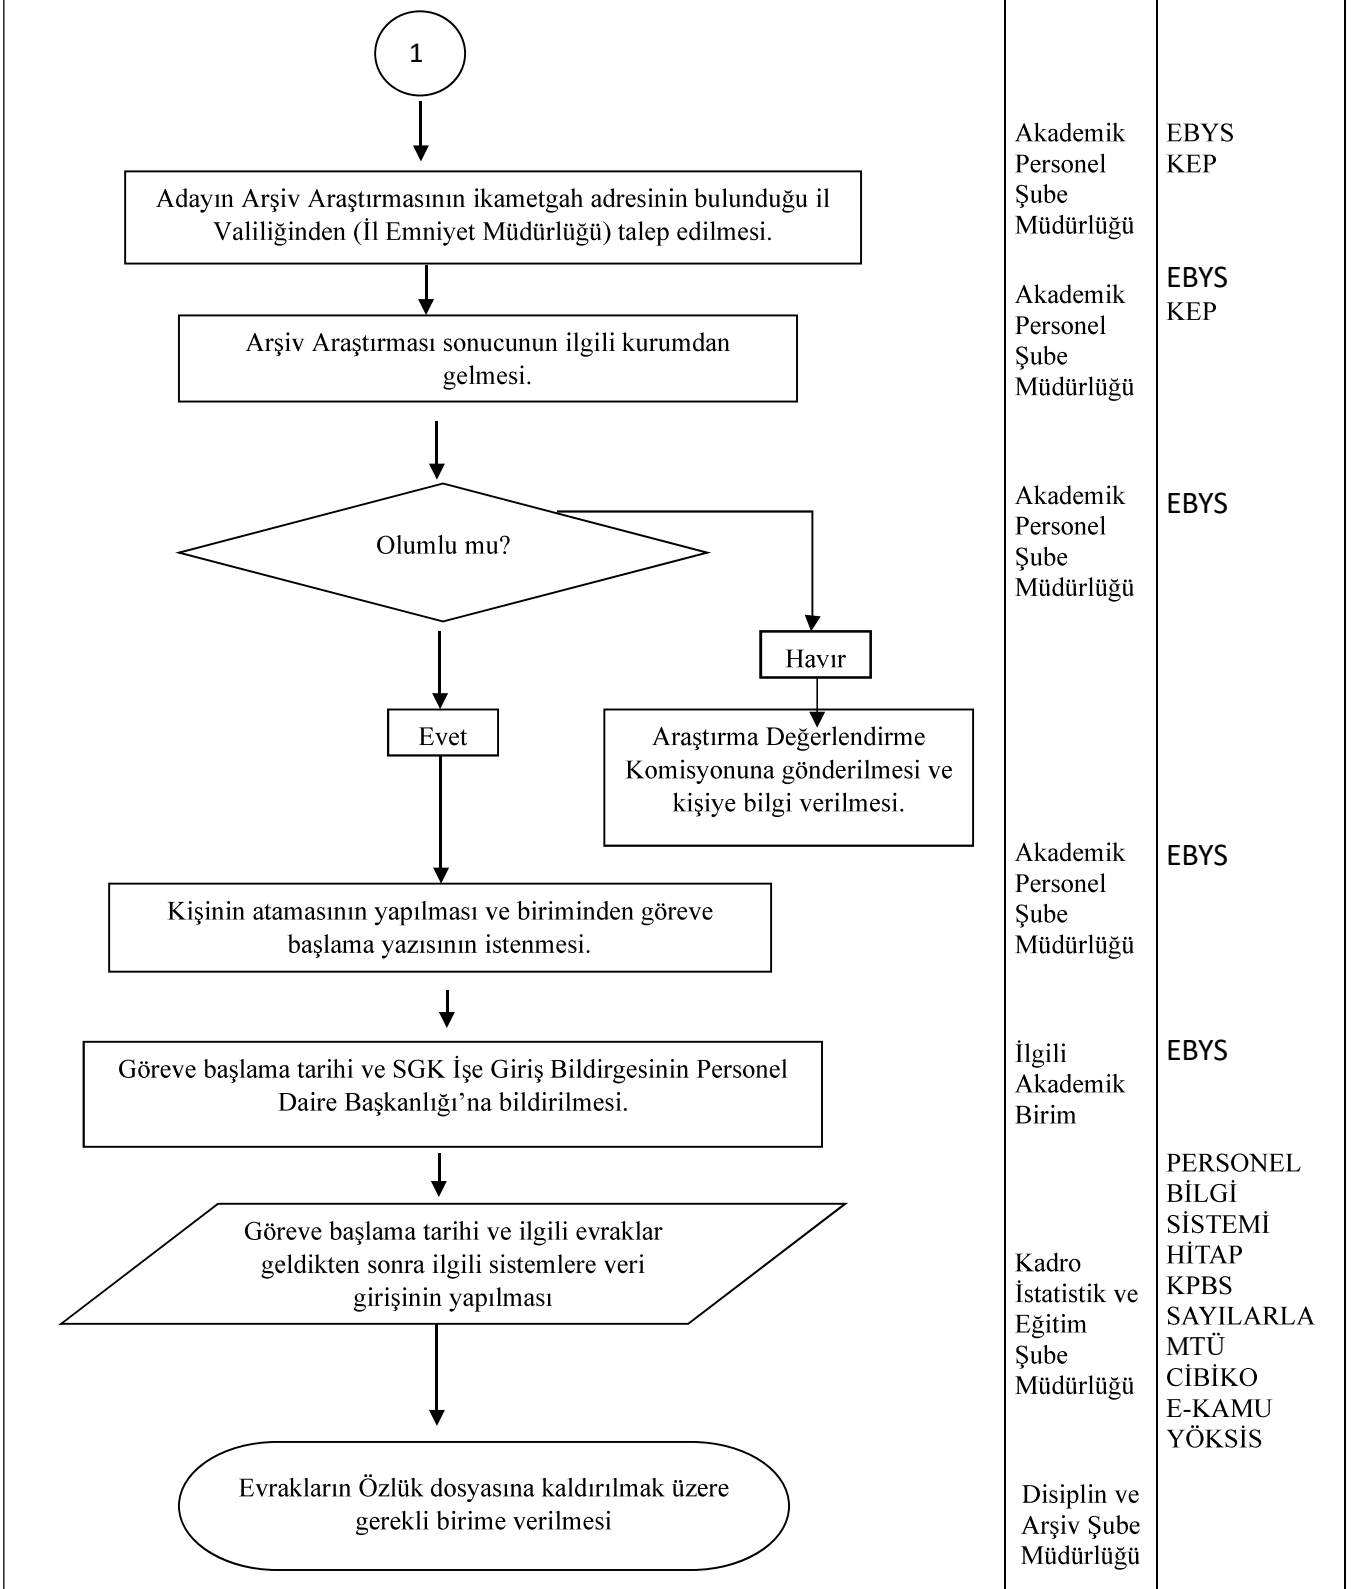 1
Adayın Arşiv Araştırmasının ikametgah adresinin bulunduğu il
Valiliğinden (İl Emniyet Müdürlüğü) talep edilmesi.
Akademik
Personel
Şube
Müdürlüğü
EBYS
KEP
Arşiv Araştırması sonucunun ilgili kurumdan
gelmesi.
Akademik
Personel
Şube
Müdürlüğü
EBYS
KEP
Olumlu mu?
Akademik
Personel
Şube
Müdürlüğü
EBYS
Havır
Evet
Araştırma Değerlendirme
Komisyonuna gönderilmesi ve
kişiye bilgi verilmesi.
Kişinin atamasının yapılması ve biriminden göreve
başlama yazısının istenmesi.
Akademik
Personel
Şube
Müdürlüğü
EBYS
Göreve başlama tarihi ve SGK İşe Giriş Bildirgesinin Personel
Daire Başkanlığı’na bildirilmesi.
İlgili
Akademik
Birim
EBYS
Göreve başlama tarihi ve ilgili evraklar
geldikten sonra ilgili sistemlere veri
girişinin yapılması
Kadro
İstatistik ve
Eğitim
Şube
Müdürlüğü
PERSONEL
BİLGİ
SİSTEMİ
HİTAP
KPBS
SAYILARLA
MTÜ
CİBİKO
E-KAMU
YÖKSİS
Evrakların Özlük dosyasına kaldırılmak üzere
gerekli birime verilmesi
Disiplin ve
Arşiv Şube
Müdürlüğü